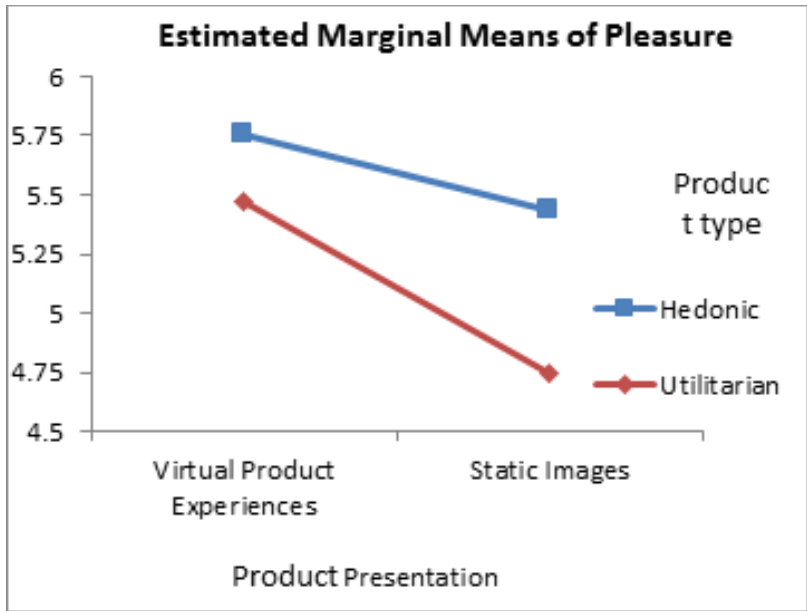 Estimated Marginal Means of Pleasure
6
5.75
5.5
5.25
5
4.75
4.5
Produc
t type
Hedonic
Utilitarian
Virtual Product
Experiences
Static Images
Product Presentation